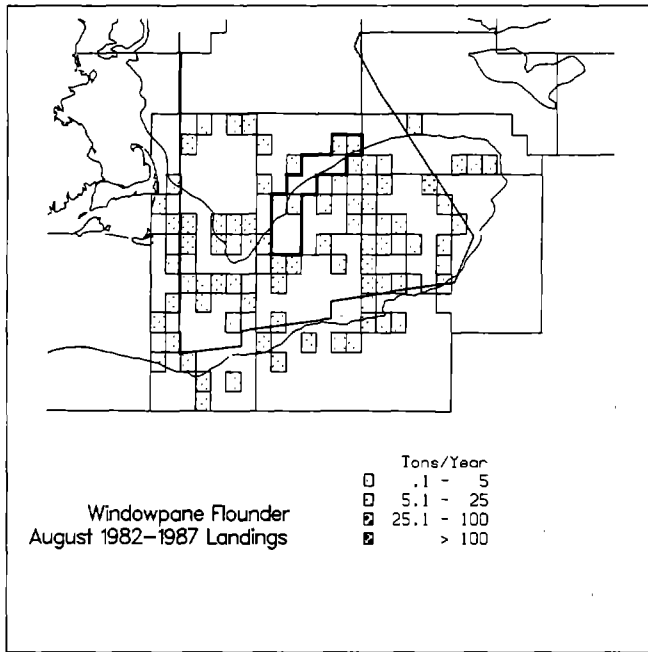 Tons/Year
.1 - 5
5.1 - 25
25.1 - 100
> 100
Windowpane Flounder
August 1982-1987 Landings